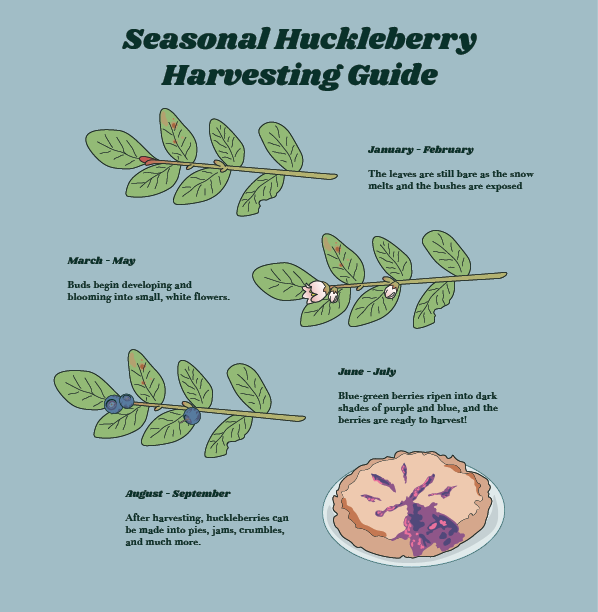 Seasonal Huckleberry
Harvesting Guide
January - February
The leaves are still bare as the snow
melts and the bushes are exposed
March - May
Buds begin developing and
blooming into small, white flowers.
June - July
Blue-green berries ripen into dark
shades of purple and blue, and the
berries are ready to harvest!
August - September
After harvesting, huckleberries can
be made into pies, jams, crumbles,
and much more.